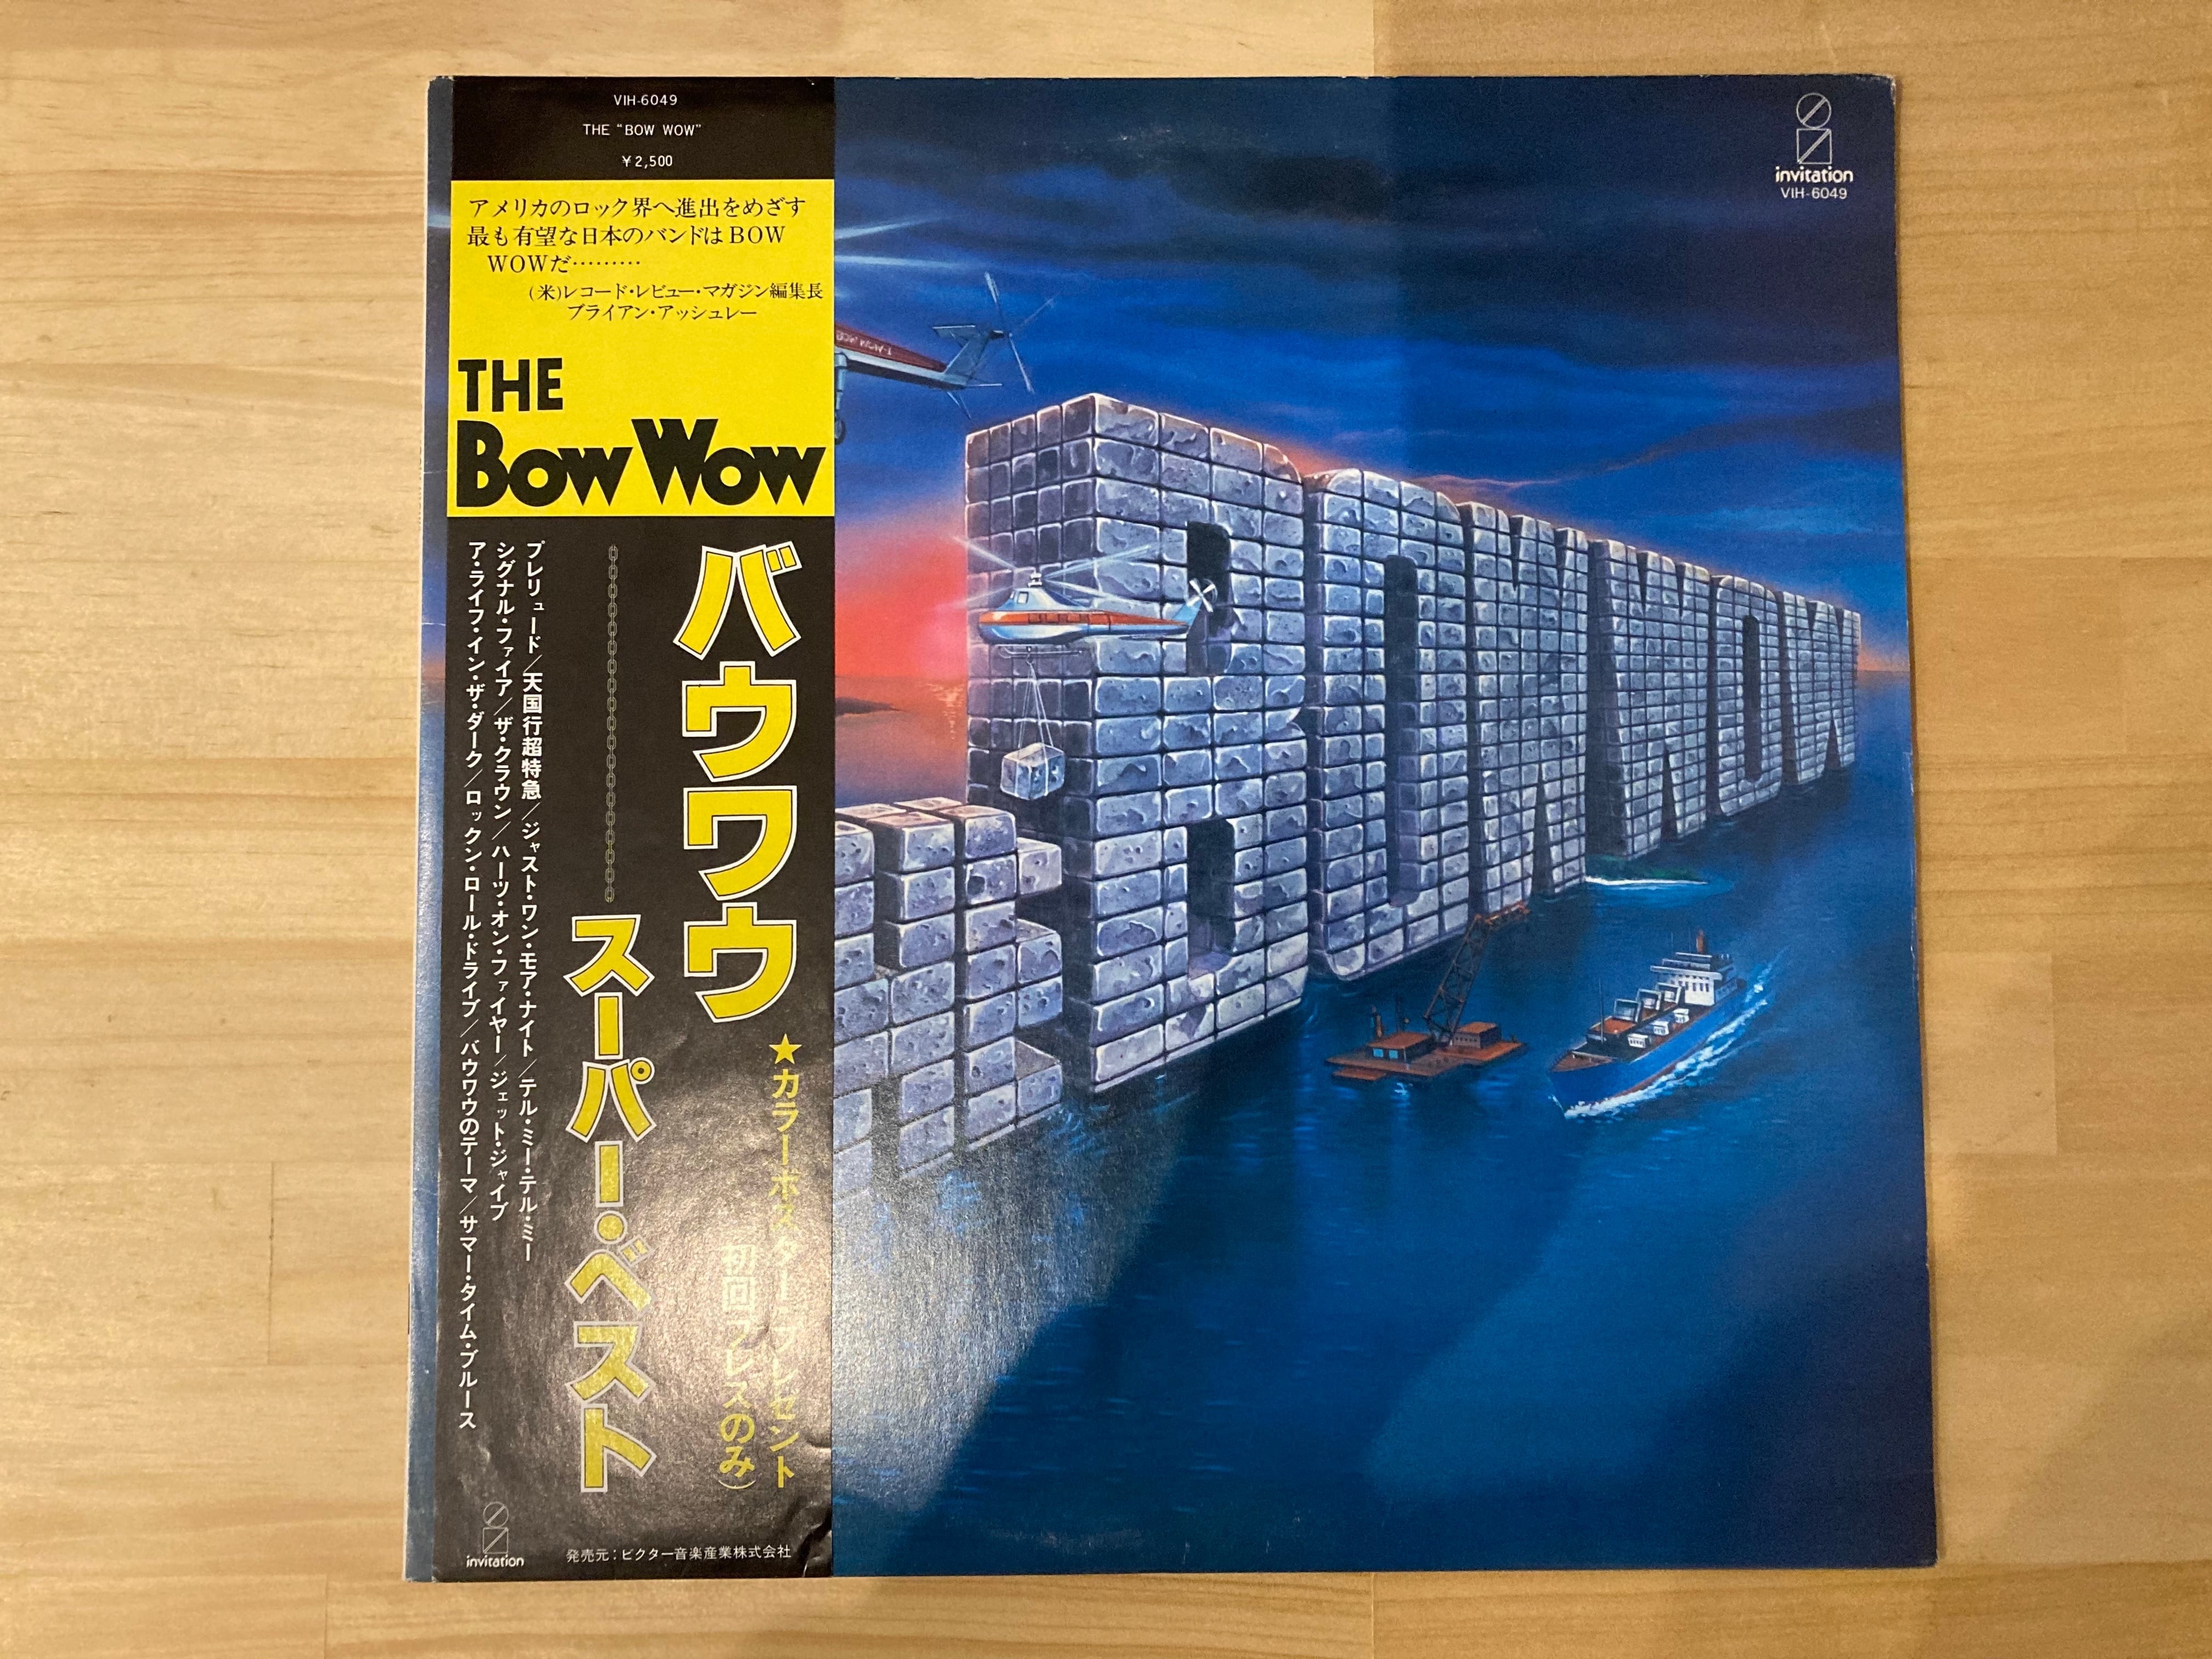 VIH-6049
THE "BOW WOW"
¥2,500
アメリカのロック界へ進出をめざす
最も有望な日本のバンドはBOW
WOWだ………
(米)レコード・レビュー・マガジン編集長
ブライアン・アッシュレー
THE
BOW WOW
バウワウ
スーパー・ベスト
★カラーポスター・プレゼント
(初回プレスのみ)
プレリュード/天国行超特急/ジャスト・ワン・モア・ナイト/テル・ミー・テル・ミー
シグナル・ファイア/ザ・クラウン/ハーツ・オン・ファイヤー/ジェット・ジャイブ
ア・ライフ・イン・ザ・ダーク/ロックン・ロール・ドライブ/バウワウのテーマ/サマー・タイム・ブルース
invitation
発売元:ビクター音楽産業株式会社
invitation
VIH-6049
BOW WOW